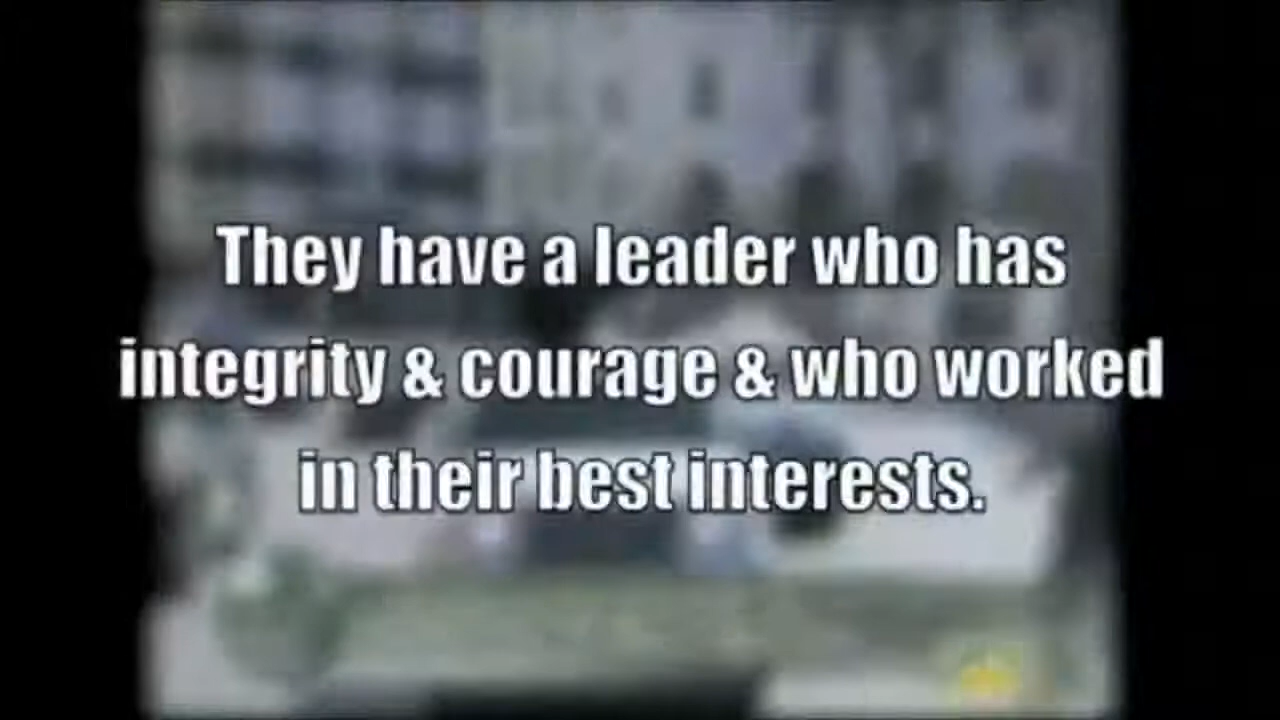 They have a leader who has
integrity & courage & who worked
in their best interests.